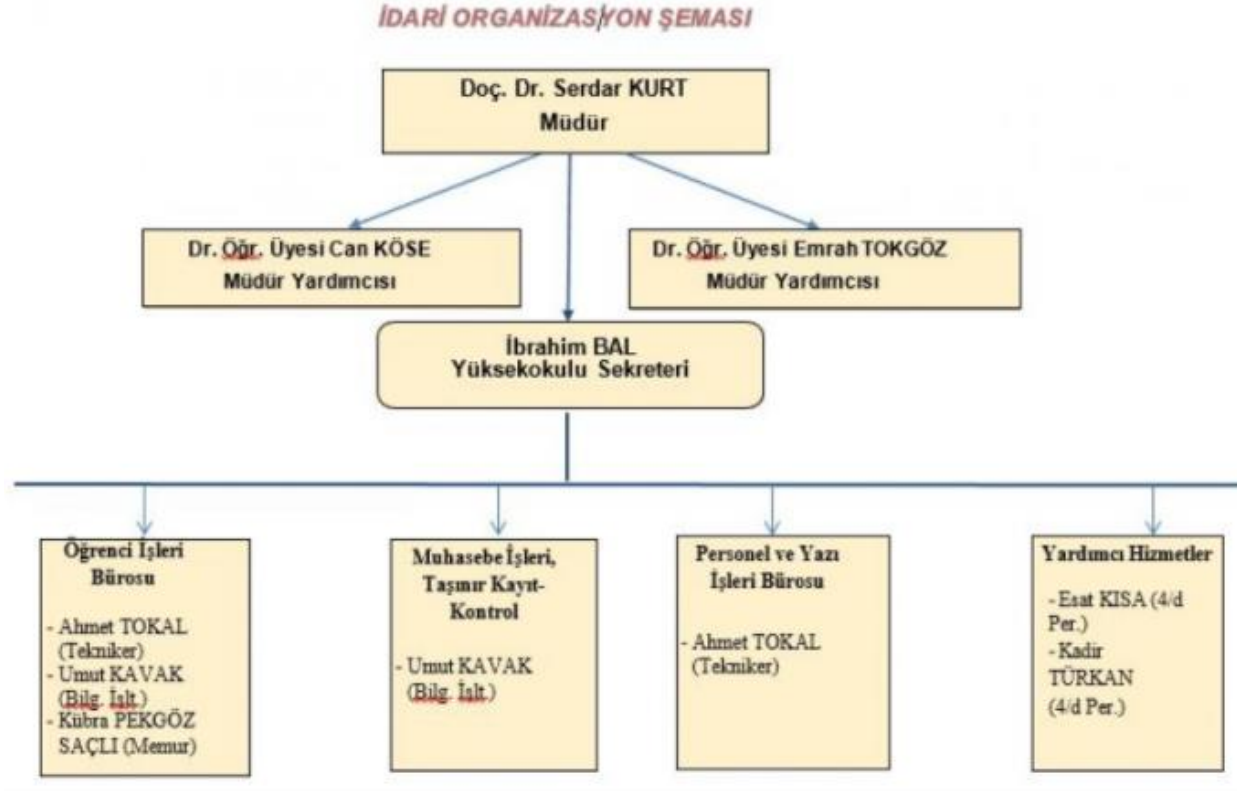 İDARİ ORGANİZASYON ŞEMASI
Doç. Dr. Serdar KURT
Müdür
Dr. Öğr. Üyesi Can KÖSE
Müdür Yardımcısı
Dr. Öğr. Üyesi Emrah TOKGÖZ
Müdür Yardımcısı
İbrahim BAL
Yüksekokulu Sekreteri
Öğrenci İşleri
Bürosu
- Ahmet TOKAL
(Tekniker)
- Umut KAVAK
(Bilg. İşlt.)
- Kübra PEKGÖZ
SAÇLI (Memur)
Muhasebe İşleri,
Taşınır Kayıt-
Kontrol
- Umut KAVAK
(Bilg. İşlt.)
Personel ve Yazı
İşleri Bürosu
- Ahmet TOKAL
(Tekniker)
Yardımcı Hizmetler
- Esat KISA (4/d
Per.)
- Kadir
TÜRKAN
(4/d Per.)